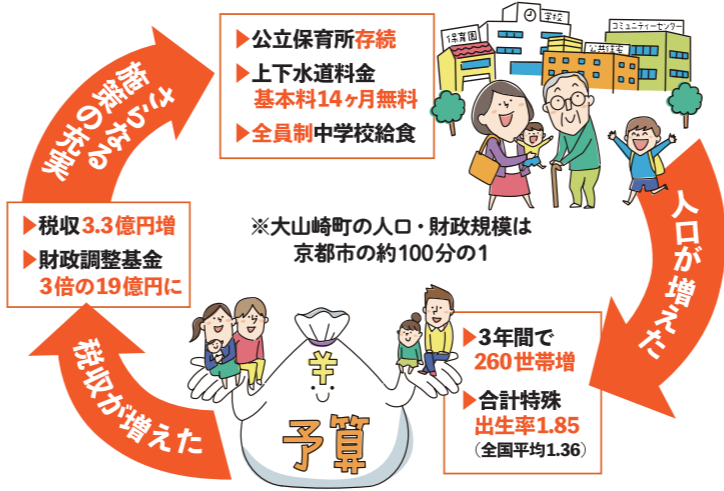 保育園
学校
公共住宅
コミュニティーセンター
▶公立保育所存続
▶上下水道料金
基本料14ヶ月無料
▶全員制中学校給食
人口が増えた
▶3年間で
260世帯増
▶合計特殊
出生率1.85
(全国平均1.36)
税収が増えた
▶税収3.3億円増
▶財政調整基金
3倍の19億円に
さらなる
施策の充実
※大山崎町の人口・財政規模は
京都市の約100分の1
¥
予算